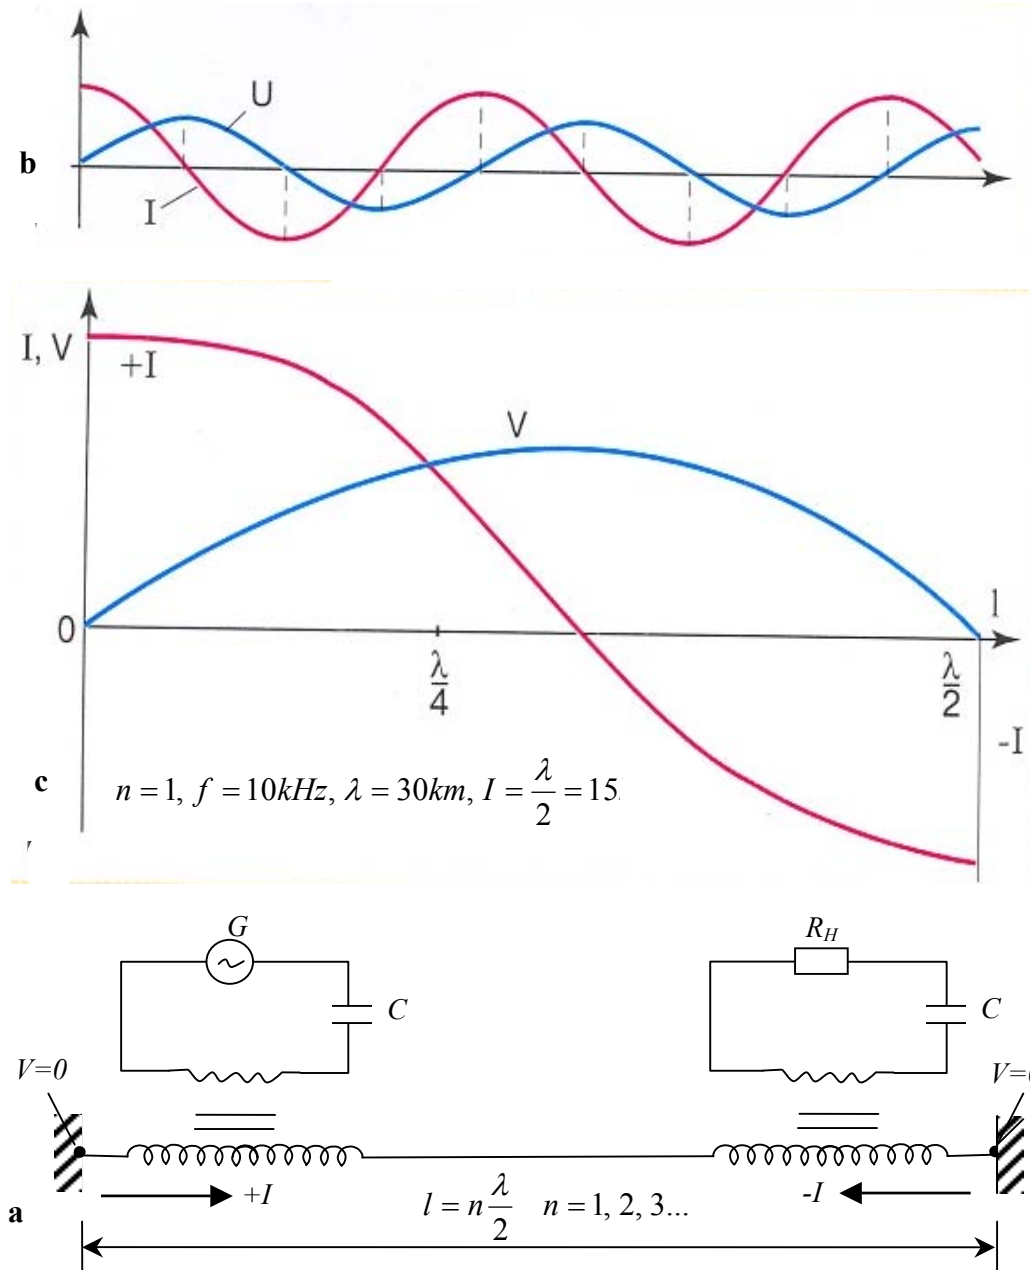 U
b
I
I, V
+I
V
0
λ/4
λ/2
l
-I
c
n = 1, f = 10kHz, λ = 30km, I = λ/2 = 15
G
R_H
C
C
V=0
V=
+I
-I
l = n λ/2 n = 1, 2, 3...
a